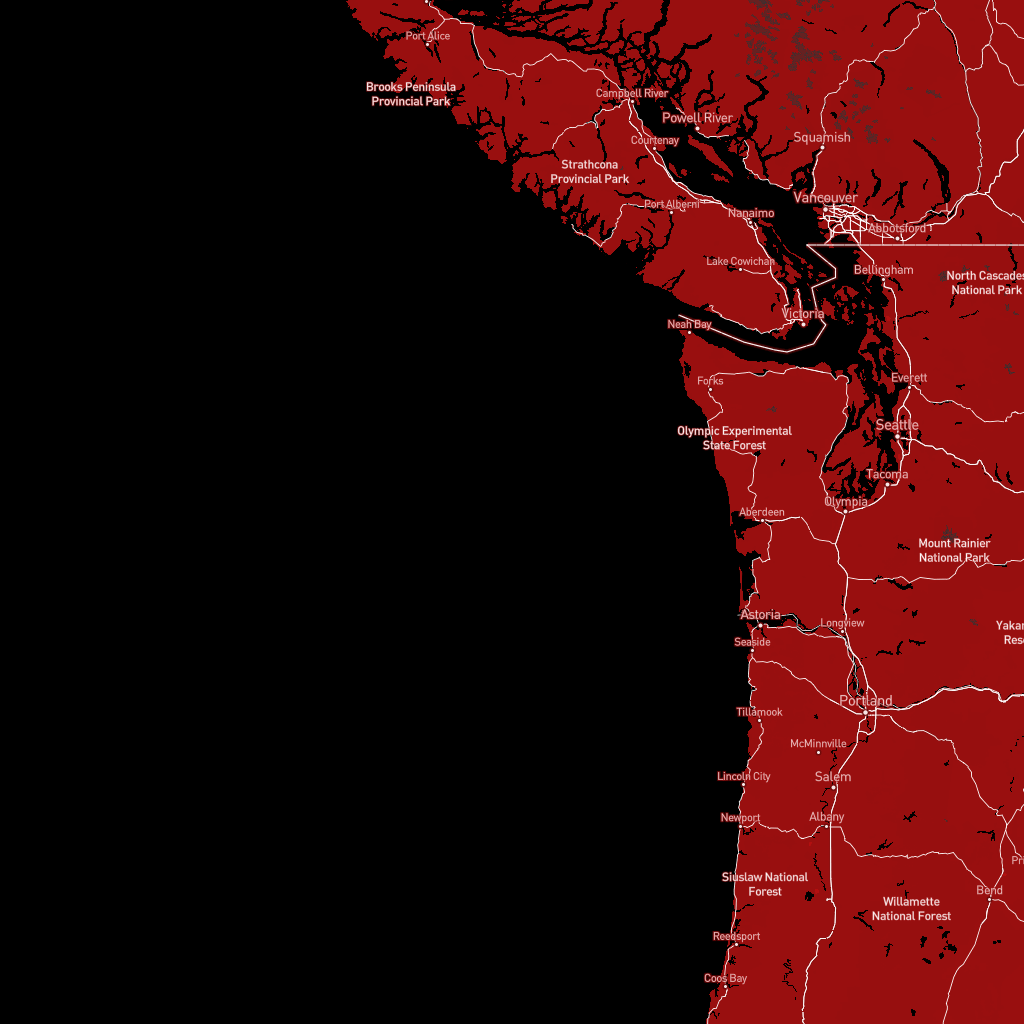 Port Alice
Brooks Peninsula
Provincial Park
Campbell River
Powell River
Courtenay
Squamish
Strathcona
Provincial Park
Vancouver
Port Alberni
Nanaimo
Abbotsford
Lake Cowichan
Bellingham
North Cascades
National Park
Victoria
Neah Bay
Forks
Everett
Olympic Experimental
State Forest
Seattle
Tacoma
Olympia
Aberdeen
Mount Rainier
National Park
Astoria
Longview
Yakam
Rese
Seaside
Portland
Tillamook
McMinnville
Lincoln City
Salem
Newport
Albany
Pri
Siuslaw National
Forest
Bend
Willamette
National Forest
Reedsport
Coos Bay